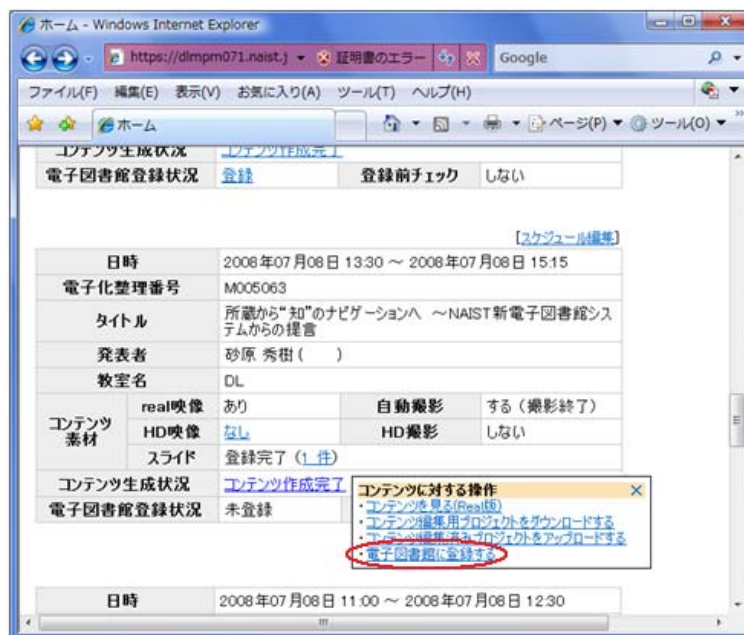 ホーム - Windows Internet Explorer
https://dlmpm071.naist.j 証明書のエラー Google
ファイル(F) 編集(E) 表示(V) お気に入り(A) ツール(T) ヘルプ(H)
ホーム ページ(P) ツール(O) »
コンテンツ生成状況 コンテンツ作成完了
電子図書館登録状況 登録 登録前チェック しない
[スケジュール編集]
日時 2008年07月08日 13:30 ～ 2008年07月08日 15:15
電子化整理番号 M005063
タイトル 所蔵から“知”のナビゲーションへ ～NAIST新電子図書館シス
テムからの提言
発表者 砂原 秀樹 ( )
教室名 DL
コンテンツ
素材
real映像 あり 自動撮影 する (撮影終了)
HD映像 なし HD撮影 しない
スライド 登録完了 (1 件)
コンテンツ生成状況 コンテンツ作成完了
電子図書館登録状況 未登録
コンテンツに対する操作
・コンテンツを見る(Real版)
・コンテンツ編集用プロジェクトをダウンロードする
・コンテンツ編集済みプロジェクトをアップロードする
・電子図書館に登録する
日時 2008年07月08日 11:00 ～ 2008年07月08日 12:30